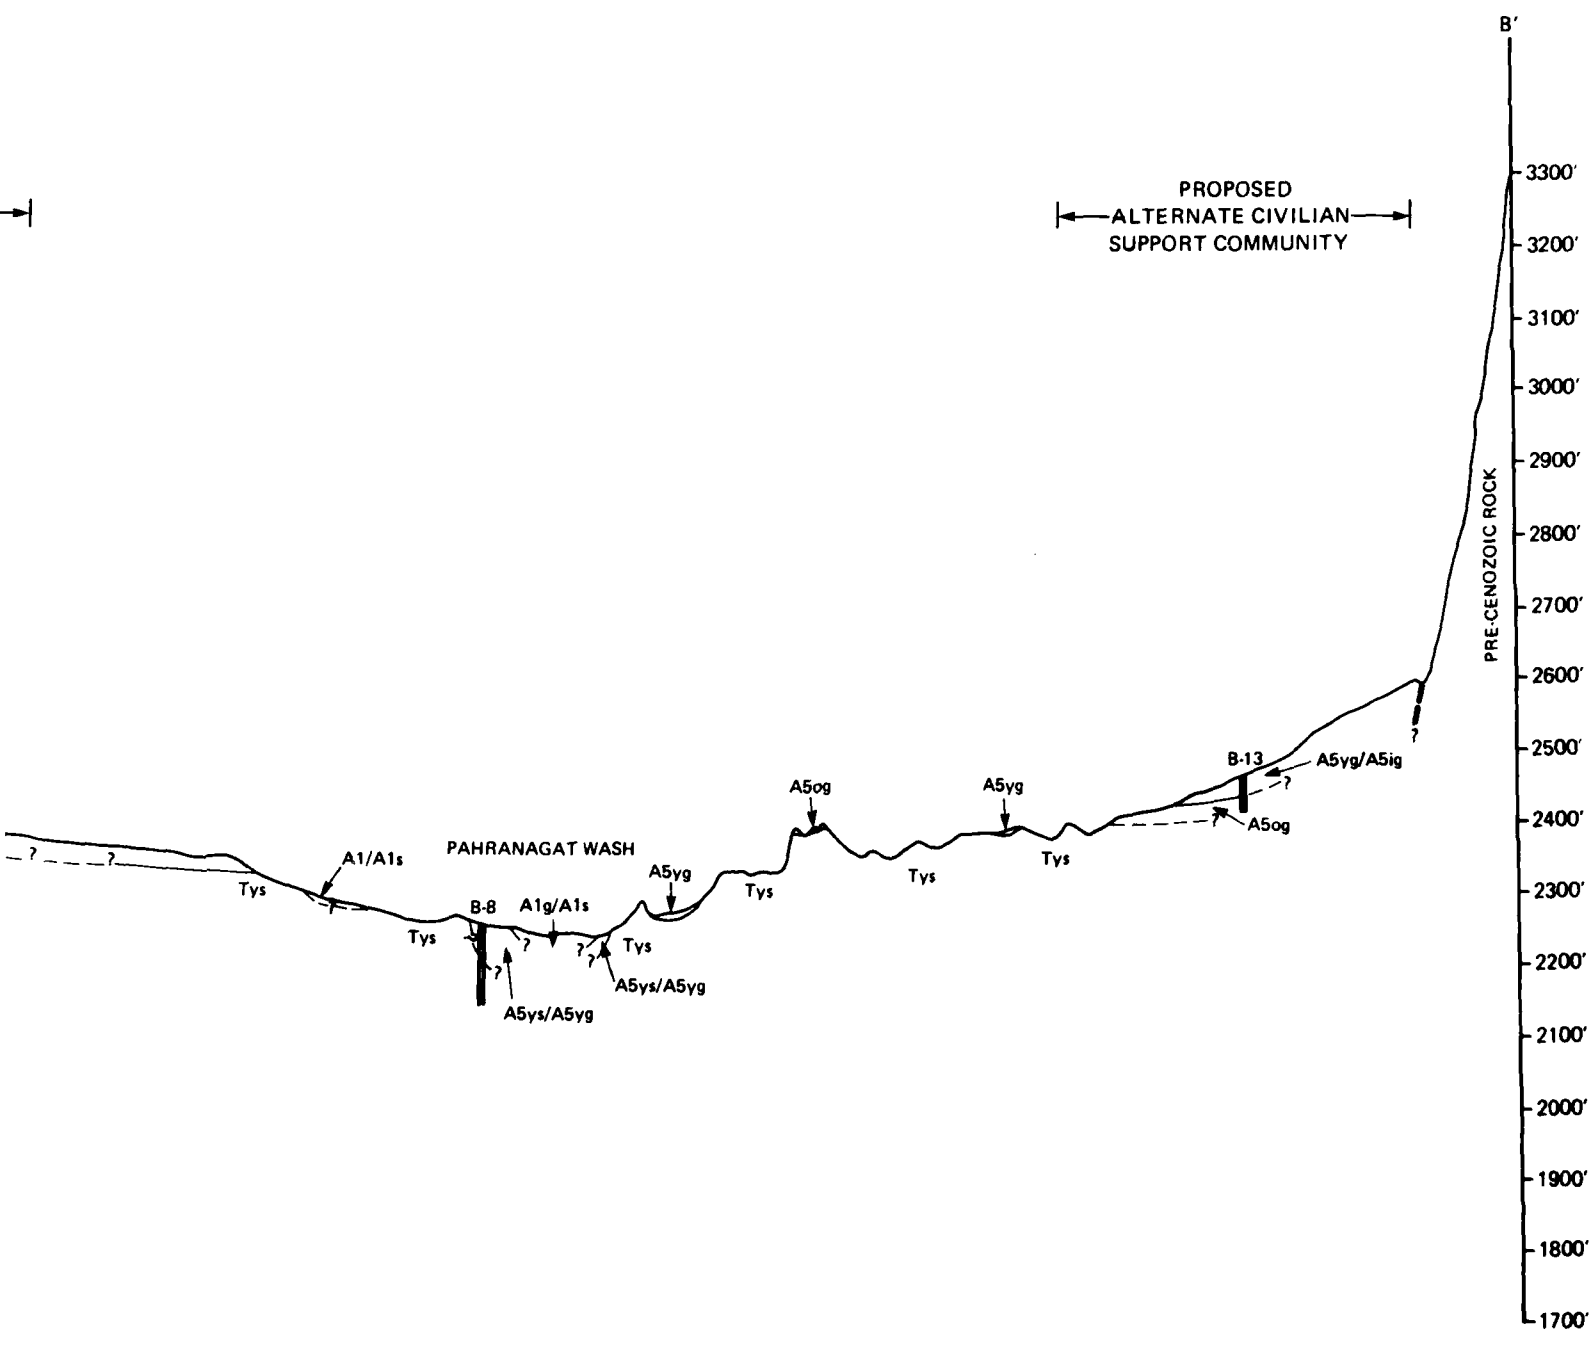 B'
3300'
PROPOSED
ALTERNATE CIVILIAN
SUPPORT COMMUNITY
3200'
3100'
3000'
2900'
PRE-CENOZOIC ROCK
2800'
2700'
2600'
?
2500'
B-13
A5yg/A5ig
?
A5og
A5yg
2400'
?
A5og
PAHRANAGAT WASH
? ?
A1/A1s
Tys
A5yg
Tys
Tys
Tys
2300'
?
B-8
A1g/A1s
Tys
?
?
Tys
?
?
2200'
A5ys/A5yg
A5ys/A5yg
2100'
2000'
1900'
1800'
1700'